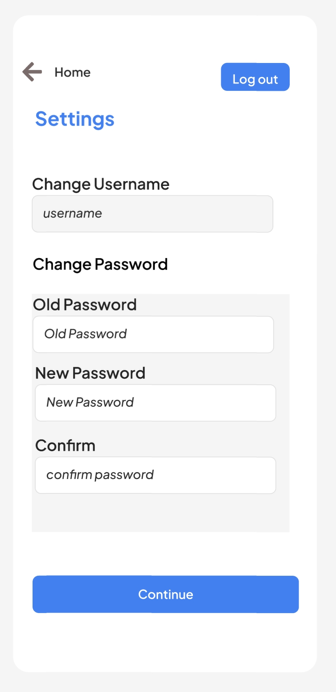 Home
Log out
Settings
Change Username
username
Change Password
Old Password
Old Password
New Password
New Password
Confirm
confirm password
Continue